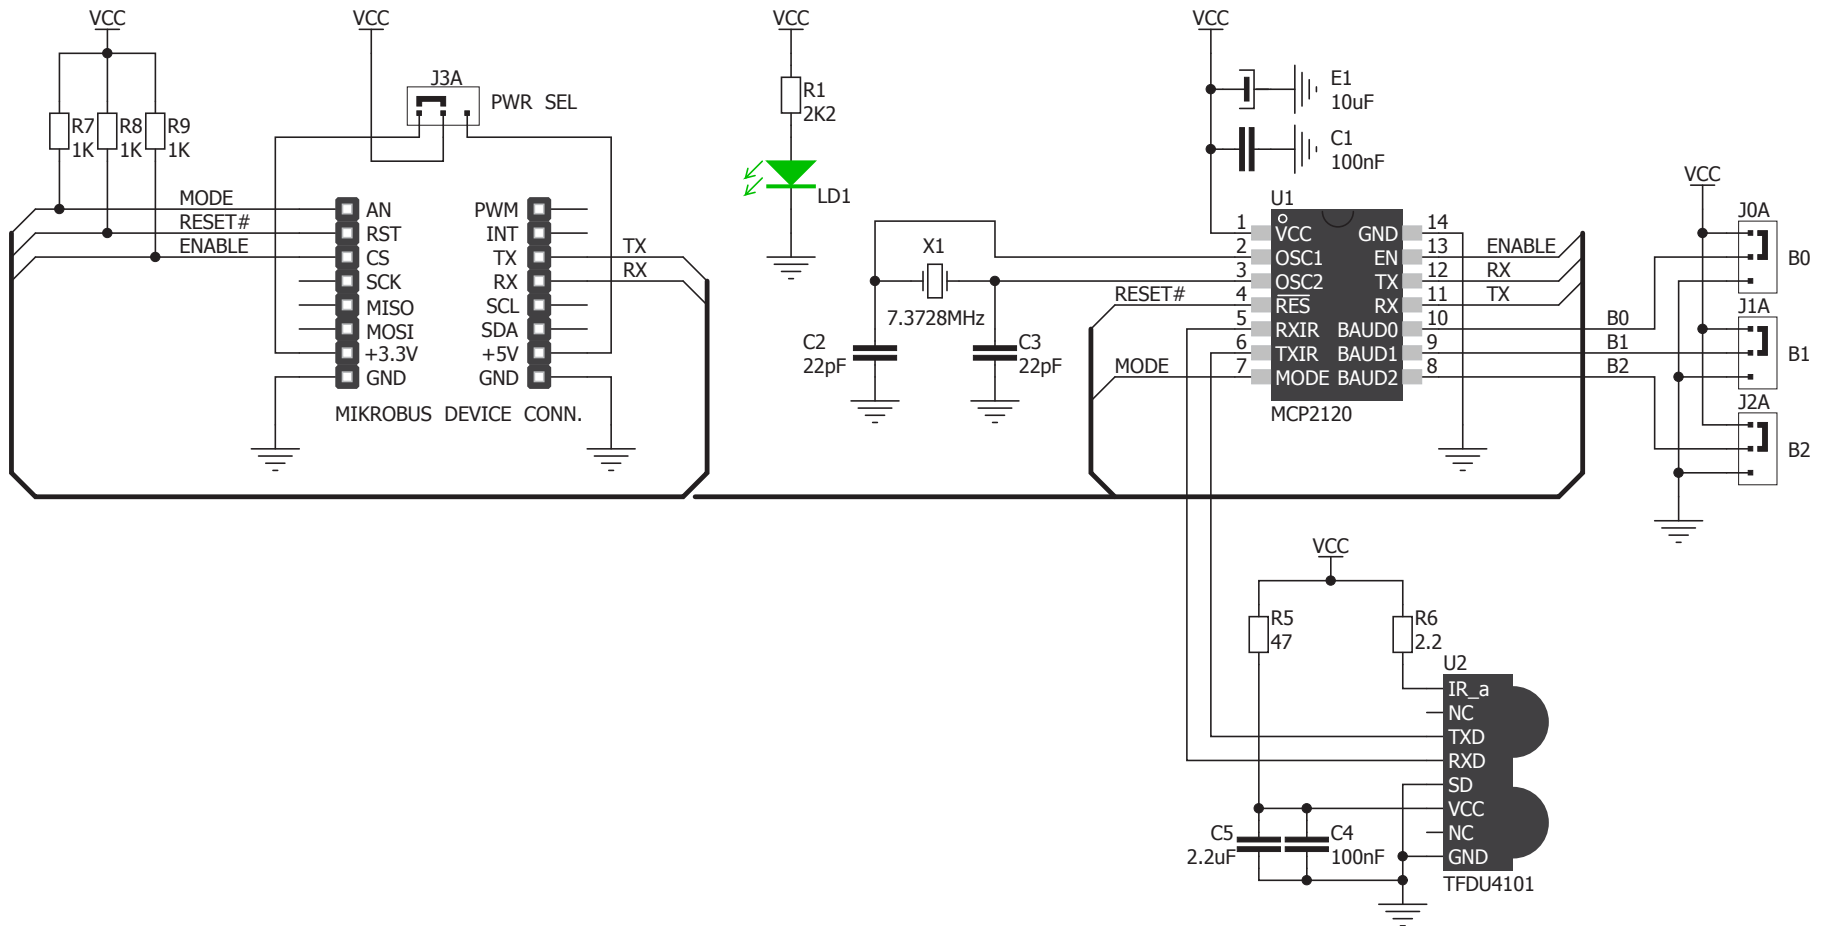 VCC
VCC
VCC
VCC
J3A
PWR SEL
R1
2K2
E1
10uF
R7
1K
R8
1K
R9
1K
C1
100nF
VCC
LD1
MODE
RESET#
ENABLE
AN
RST
CS
SCK
MISO
MOSI
+3.3V
GND
PWM
INT
TX
RX
SCL
SDA
+5V
GND
TX
RX
MIKROBUS DEVICE CONN.
X1
7.3728MHz
C2
22pF
C3
22pF
RESET#
MODE
U1
1
2
3
4
5
6
7
VCC
OSC1
OSC2
RES
RXIR
TXIR
MODE
GND
EN
TX
RX
BAUD0
BAUD1
BAUD2
14
13
12
11
10
9
8
MCP2120
ENABLE
RX
TX
B0
B1
B2
J0A
B0
J1A
B1
J2A
B2
VCC
R5
47
R6
2.2
U2
IR_a
NC
TXD
RXD
SD
VCC
NC
GND
TFDU4101
C5
2.2uF
C4
100nF